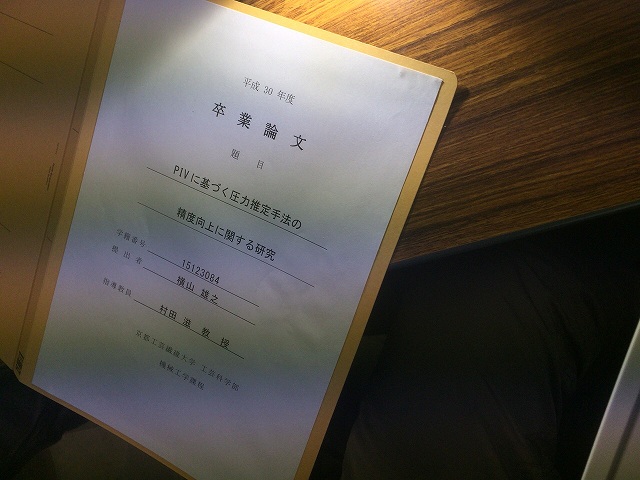 平成 30 年度
卒 業 論 文
題 目
PIVに基づく圧力推定手法の
精度向上に関する研究
学籍番号 15123084
提 出 者 横山 雄之
指導教員 村田 滋 教 授
京都工芸繊維大学 工芸科学部
機械工学課程